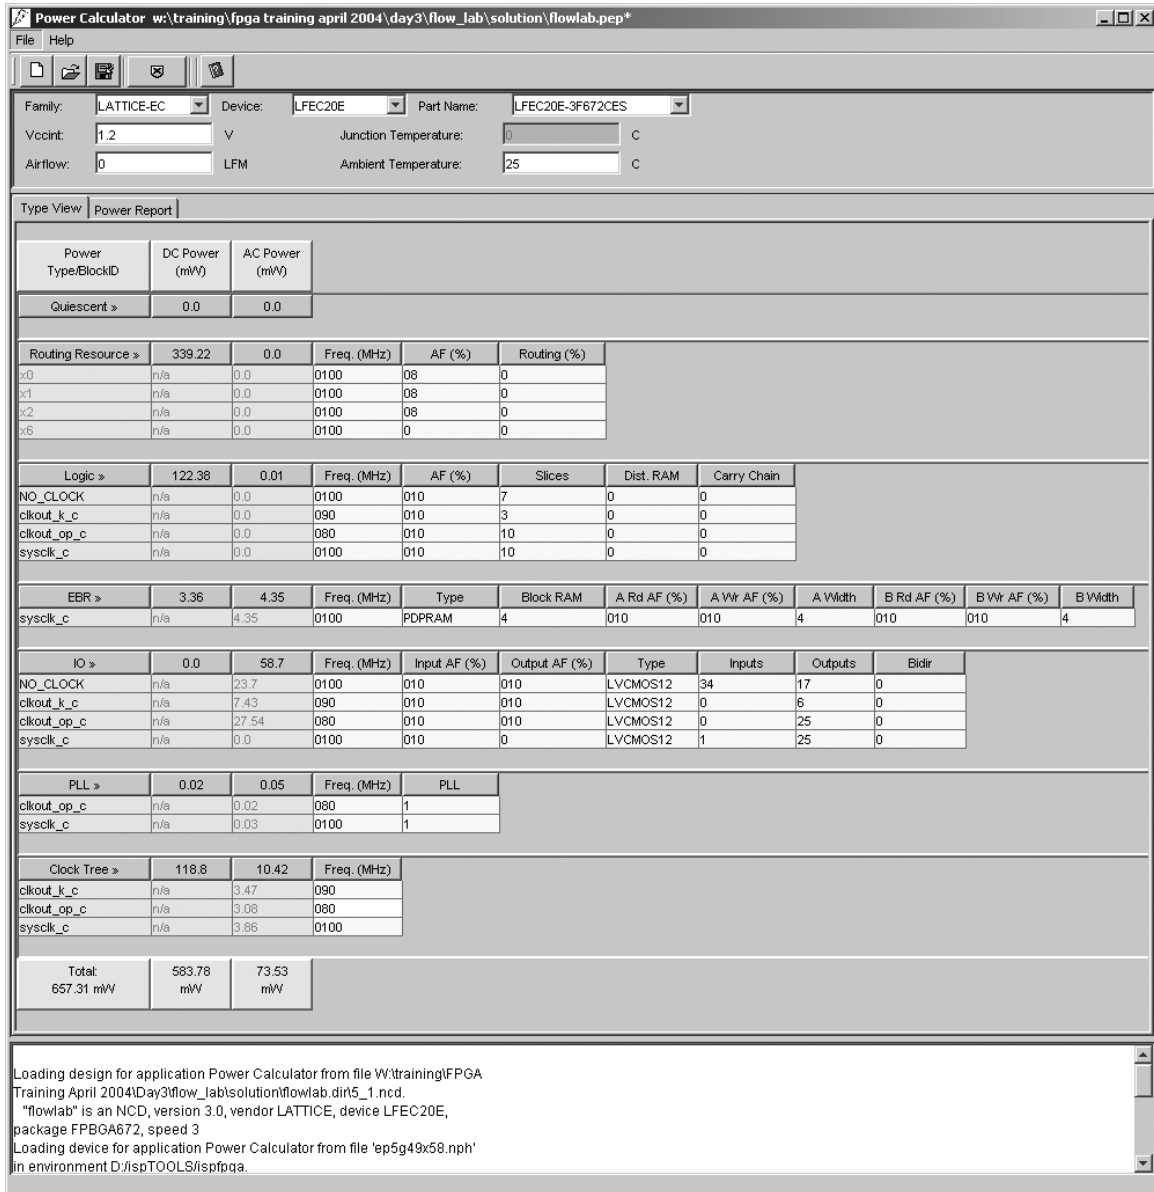 Power Calculator w:\training\fpga training april 2004\day3\flow_lab\solution\flowlab.pep*
File Help
Family: LATTICE-EC Device: LFEC20E Part Name: LFEC20E-3F672CES
Vccint: 1.2 V Junction Temperature: 0 C
Airflow: 0 LFM Ambient Temperature: 25 C
Type View Power Report
Power Type/BlockID DC Power (mW) AC Power (mW)
Quiescent » 0.0 0.0
Routing Resource » 339.22 0.0 Freq. (MHz) AF (%) Routing (%)
x0 n/a 0.0 0100 08 0
x1 n/a 0.0 0100 08 0
x2 n/a 0.0 0100 08 0
x6 n/a 0.0 0100 0 0
Logic » 122.38 0.01 Freq. (MHz) AF (%) Slices Dist. RAM Carry Chain
NO_CLOCK n/a 0.0 0100 010 7 0 0
clkout_k_c n/a 0.0 090 010 3 0 0
clkout_op_c n/a 0.0 080 010 10 0 0
sysclk_c n/a 0.0 0100 010 10 0 0
EBR » 3.36 4.35 Freq. (MHz) Type Block RAM A Rd AF (%) A Wr AF (%) A Width B Rd AF (%) B Wr AF (%) B Width
sysclk_c n/a 4.35 0100 PDPRAM 4 010 010 4 010 010 4
IO » 0.0 58.7 Freq. (MHz) Input AF (%) Output AF (%) Type Inputs Outputs Bidir
NO_CLOCK n/a 23.7 0100 010 010 LVCMOS12 34 17 0
clkout_k_c n/a 7.43 090 010 010 LVCMOS12 0 6 0
clkout_op_c n/a 27.54 080 010 010 LVCMOS12 0 25 0
sysclk_c n/a 0.0 0100 010 0 LVCMOS12 1 25 0
PLL » 0.02 0.05 Freq. (MHz) PLL
clkout_op_c n/a 0.02 080 1
sysclk_c n/a 0.03 0100 1
Clock Tree » 118.8 10.42 Freq. (MHz)
clkout_k_c n/a 3.47 090
clkout_op_c n/a 3.08 080
sysclk_c n/a 3.86 0100
Total: 583.78 73.53
657.31 mW mW mW
Loading design for application Power Calculator from file W:\training\FPGA
Training April 2004\Day3\flow_lab\solution\flowlab.dir\5_1.ncd.
"flowlab" is an NCD, version 3.0, vendor LATTICE, device LFEC20E,
package FPBGA672, speed 3
Loading device for application Power Calculator from file 'ep5g49x58.nph'
in environment D:/ispTOOLS/ispfpga.